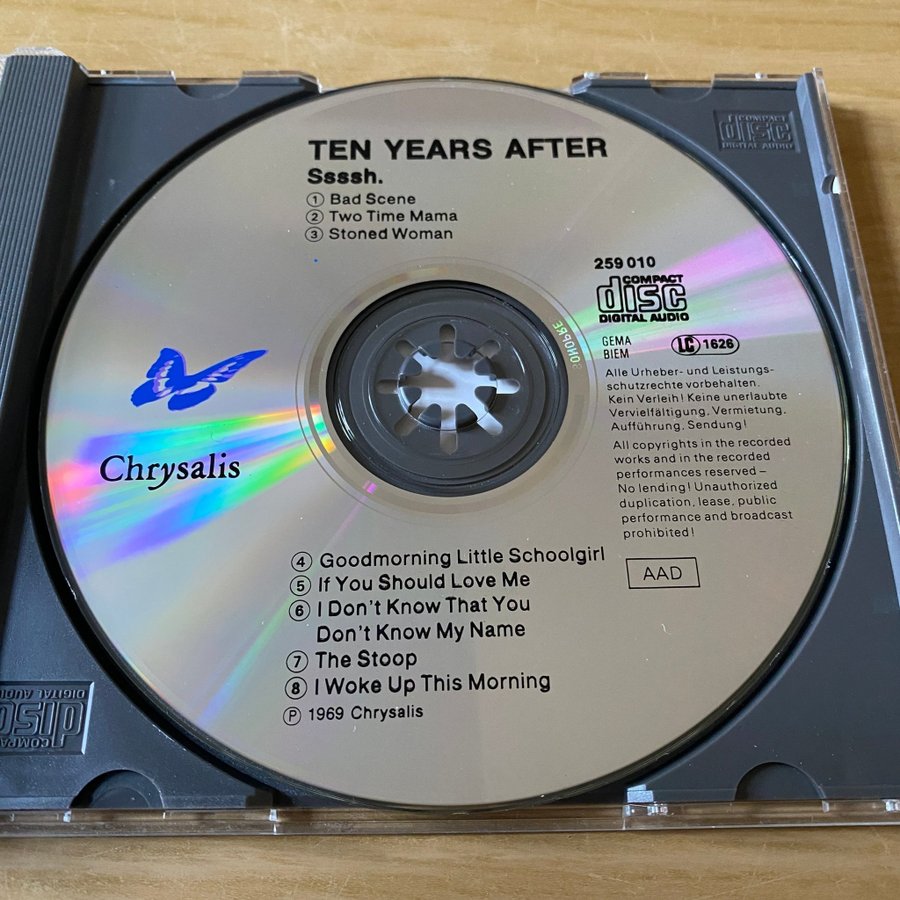 TEN YEARS AFTER
Ssssh.
① Bad Scene
② Two Time Mama
③ Stoned Woman
259 010
COMPACT
disc
DIGITAL AUDIO
GEMA
BIEM
LC 1626
Alle Urheber- und Leistungs-
schutzrechte vorbehalten.
Kein Verleih! Keine unerlaubte
Vervielfältigung, Vermietung,
Aufführung, Sendung!
All copyrights in the recorded
works and in the recorded
performances reserved –
No lending! Unauthorized
duplication, lease, public
performance and broadcast
prohibited!
AAD
Chrysalis
④ Goodmorning Little Schoolgirl
⑤ If You Should Love Me
⑥ I Don't Know That You
Don't Know My Name
⑦ The Stoop
⑧ I Woke Up This Morning
Ⓟ 1969 Chrysalis
COMPACT
disc
DIGITAL AUDIO
COMPA
disc
DIGITAL AUDIO